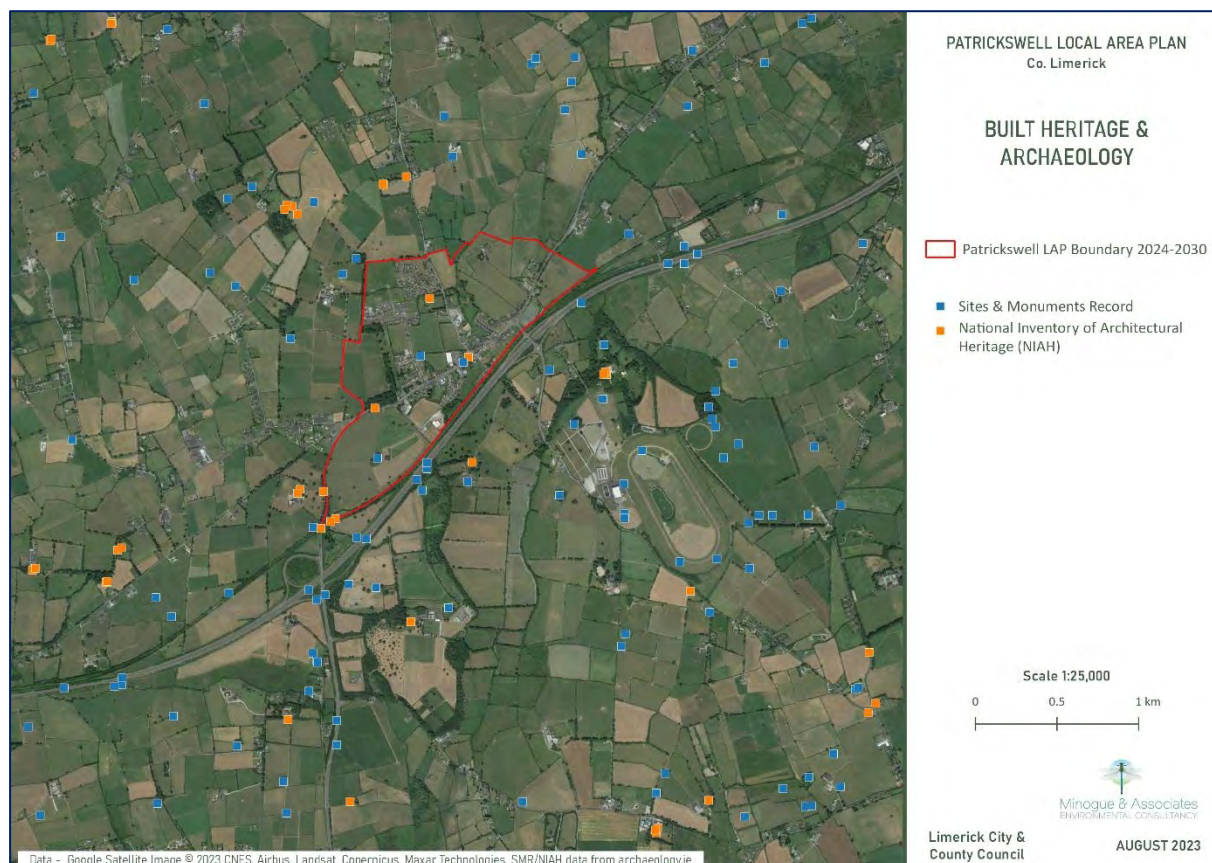 PATRICKSWELL LOCAL AREA PLAN
Co. Limerick
BUILT HERITAGE &
ARCHAEOLOGY
Patrickswell LAP Boundary 2024-2030
Sites & Monuments Record
National Inventory of Architectural
Heritage (NIAH)
Scale 1:25,000
0 0.5 1 km
Minogue & Associates
ENVIRONMENTAL CONSULTANCY
Limerick City &
County Council
AUGUST 2023
Data - Google Satellite Image © 2023 CNES, Airbus, Landsat, Copernicus, Maxar Technologies, SMR/NIAH data from archaeology.ie